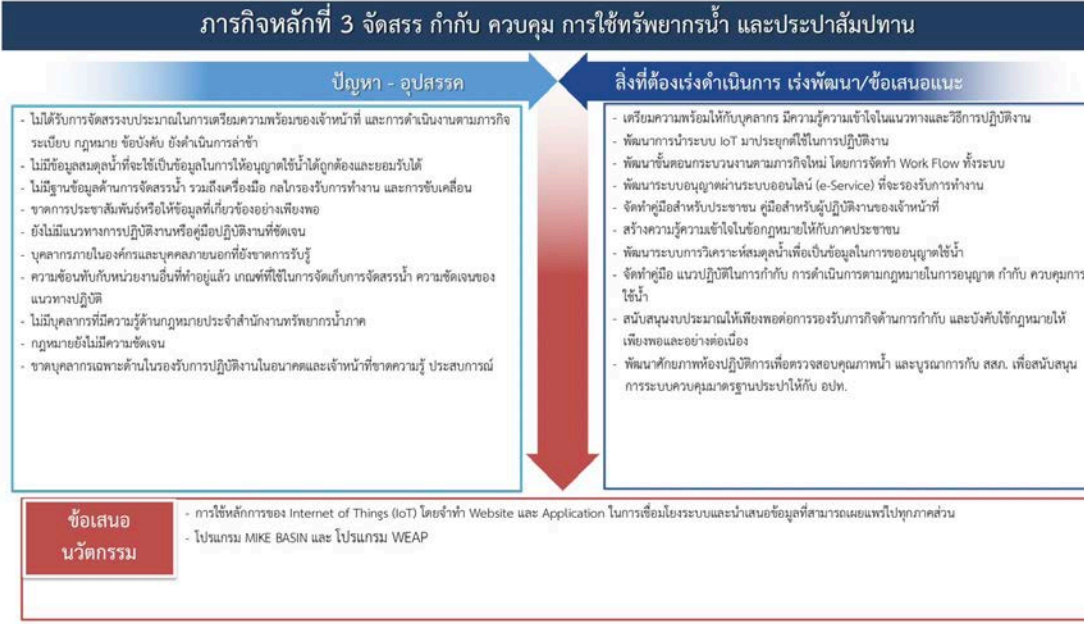 ภารกิจหลักที่ 3 จัดสรร กำกับ ควบคุม การใช้ทรัพยากรน้ำ และประปาสัมปทาน
ปัญหา - อุปสรรค
- ไม่ได้รับการจัดสรรงบประมาณในการเตรียมความพร้อมของเจ้าหน้าที่ และการดำเนินงานตามภารกิจ
ระเบียบ กฎหมาย ข้อบังคับ ยังดำเนินการล่าช้า
- ไม่มีข้อมูลสมดุลน้ำที่จะใช้เป็นข้อมูลในการให้อนุญาตใช้น้ำได้ถูกต้องและยอมรับได้
- ไม่มีฐานข้อมูลด้านการจัดสรรน้ำ รวมถึงเครื่องมือ กลไกรองรับการทำงาน และการขับเคลื่อน
- ขาดการประชาสัมพันธ์หรือให้ข้อมูลที่เกี่ยวข้องอย่างเพียงพอ
- ยังไม่มีแนวทางการปฏิบัติงานหรือคู่มือปฏิบัติงานที่ชัดเจน
- บุคลากรภายในองค์กรและบุคคลภายนอกที่ยังขาดการรับรู้
- ความซ้อนทับกับหน่วยงานอื่นที่ทำอยู่แล้ว เกณฑ์ที่ใช้ในการจัดเก็บการจัดสรรน้ำ ความชัดเจนของ
แนวทางปฏิบัติ
- ไม่มีบุคลากรที่มีความรู้ด้านกฎหมายประจำสำนักงานทรัพยากรน้ำภาค
- กฎหมายยังไม่มีความชัดเจน
- ขาดบุคลากรเฉพาะด้านในรองรับการปฏิบัติงานในอนาคตและเจ้าหน้าที่ขาดความรู้ ประสบการณ์
สิ่งที่ต้องเร่งดำเนินการ เร่งพัฒนา/ข้อเสนอแนะ
- เตรียมความพร้อมให้กับบุคลากร มีความรู้ความเข้าใจในแนวทางและวิธีการปฏิบัติงาน
- พัฒนาการนำระบบ IoT มาประยุกต์ใช้ในการปฏิบัติงาน
- พัฒนาขั้นตอนกระบวนงานตามภารกิจใหม่ โดยการจัดทำ Work Flow ทั้งระบบ
- พัฒนาระบบอนุญาตผ่านระบบออนไลน์ (e-Service) ที่จะรองรับการทำงาน
- จัดทำคู่มือสำหรับประชาชน คู่มือสำหรับผู้ปฏิบัติงานของเจ้าหน้าที่
- สร้างความรู้ความเข้าใจในข้อกฎหมายให้กับภาคประชาชน
- พัฒนาระบบการวิเคราะห์สมดุลน้ำเพื่อเป็นข้อมูลในการขออนุญาตใช้น้ำ
- จัดทำคู่มือ แนวปฏิบัติในการกำกับ การดำเนินการตามกฎหมายในการอนุญาต กำกับ ควบคุมการ
ใช้น้ำ
- สนับสนุนงบประมาณให้เพียงพอต่อการรองรับภารกิจด้านการกำกับ และบังคับใช้กฎหมายให้
เพียงพอและอย่างต่อเนื่อง
- พัฒนาศักยภาพห้องปฏิบัติการเพื่อตรวจสอบคุณภาพน้ำ และบูรณาการกับ สสภ. เพื่อสนับสนุน
การระบบควบคุมมาตรฐานประปาให้กับ อปท.
ข้อเสนอ
นวัตกรรม
- การใช้หลักการของ Internet of Things (IoT) โดยจำทำ Website และ Application ในการเชื่อมโยงระบบและนำเสนอข้อมูลที่สามารถเผยแพร่ไปทุกภาคส่วน
- โปรแกรม MIKE BASIN และ โปรแกรม WEAP